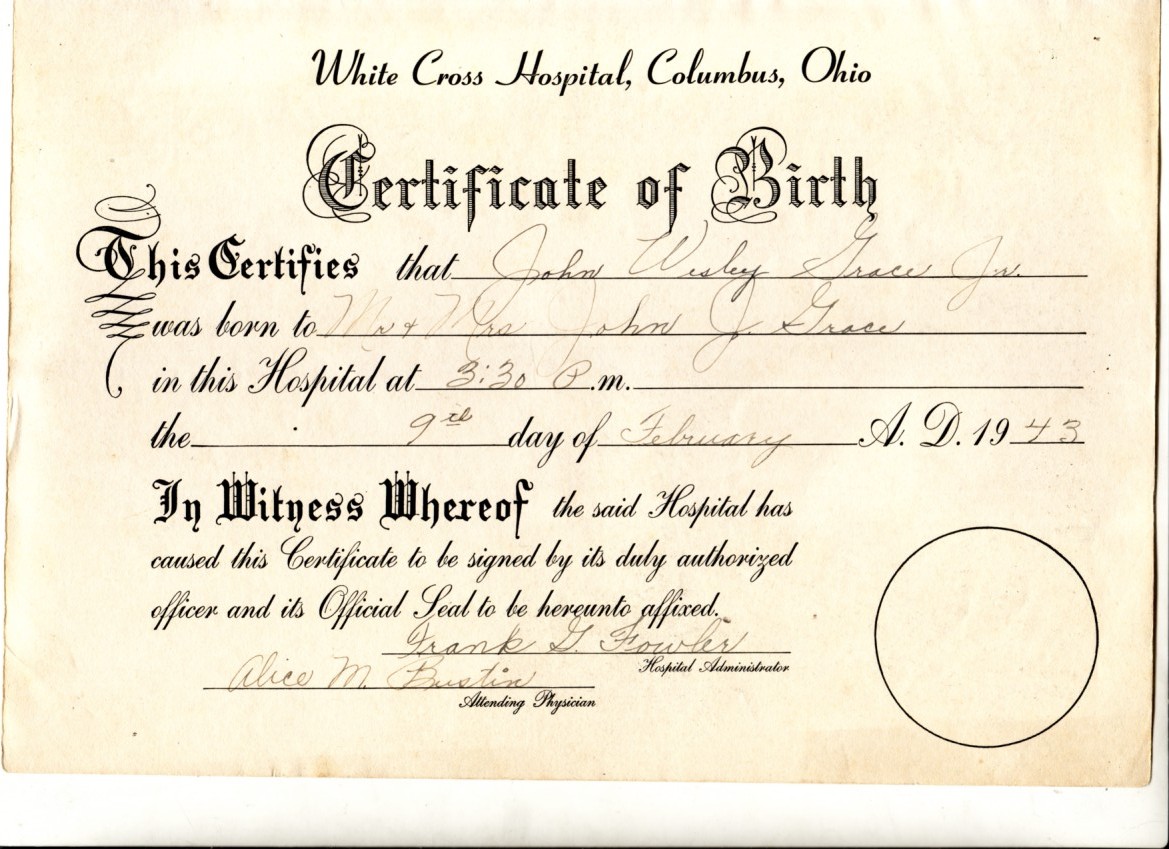 White Cross Hospital, Columbus, Ohio
Certificate of Birth
This Certifies that John Wesley Grace Jr.
was born to Mr & Mrs John J Grace
in this Hospital at 3:30 P.m.
the 9th day of February A. D. 1943
In Witness Whereof the said Hospital has
caused this Certificate to be signed by its duly authorized
officer and its Official Seal to be hereunto affixed.
Frank G. Fowler
Hospital Administrator
Alice M. Bustin
Attending Physician